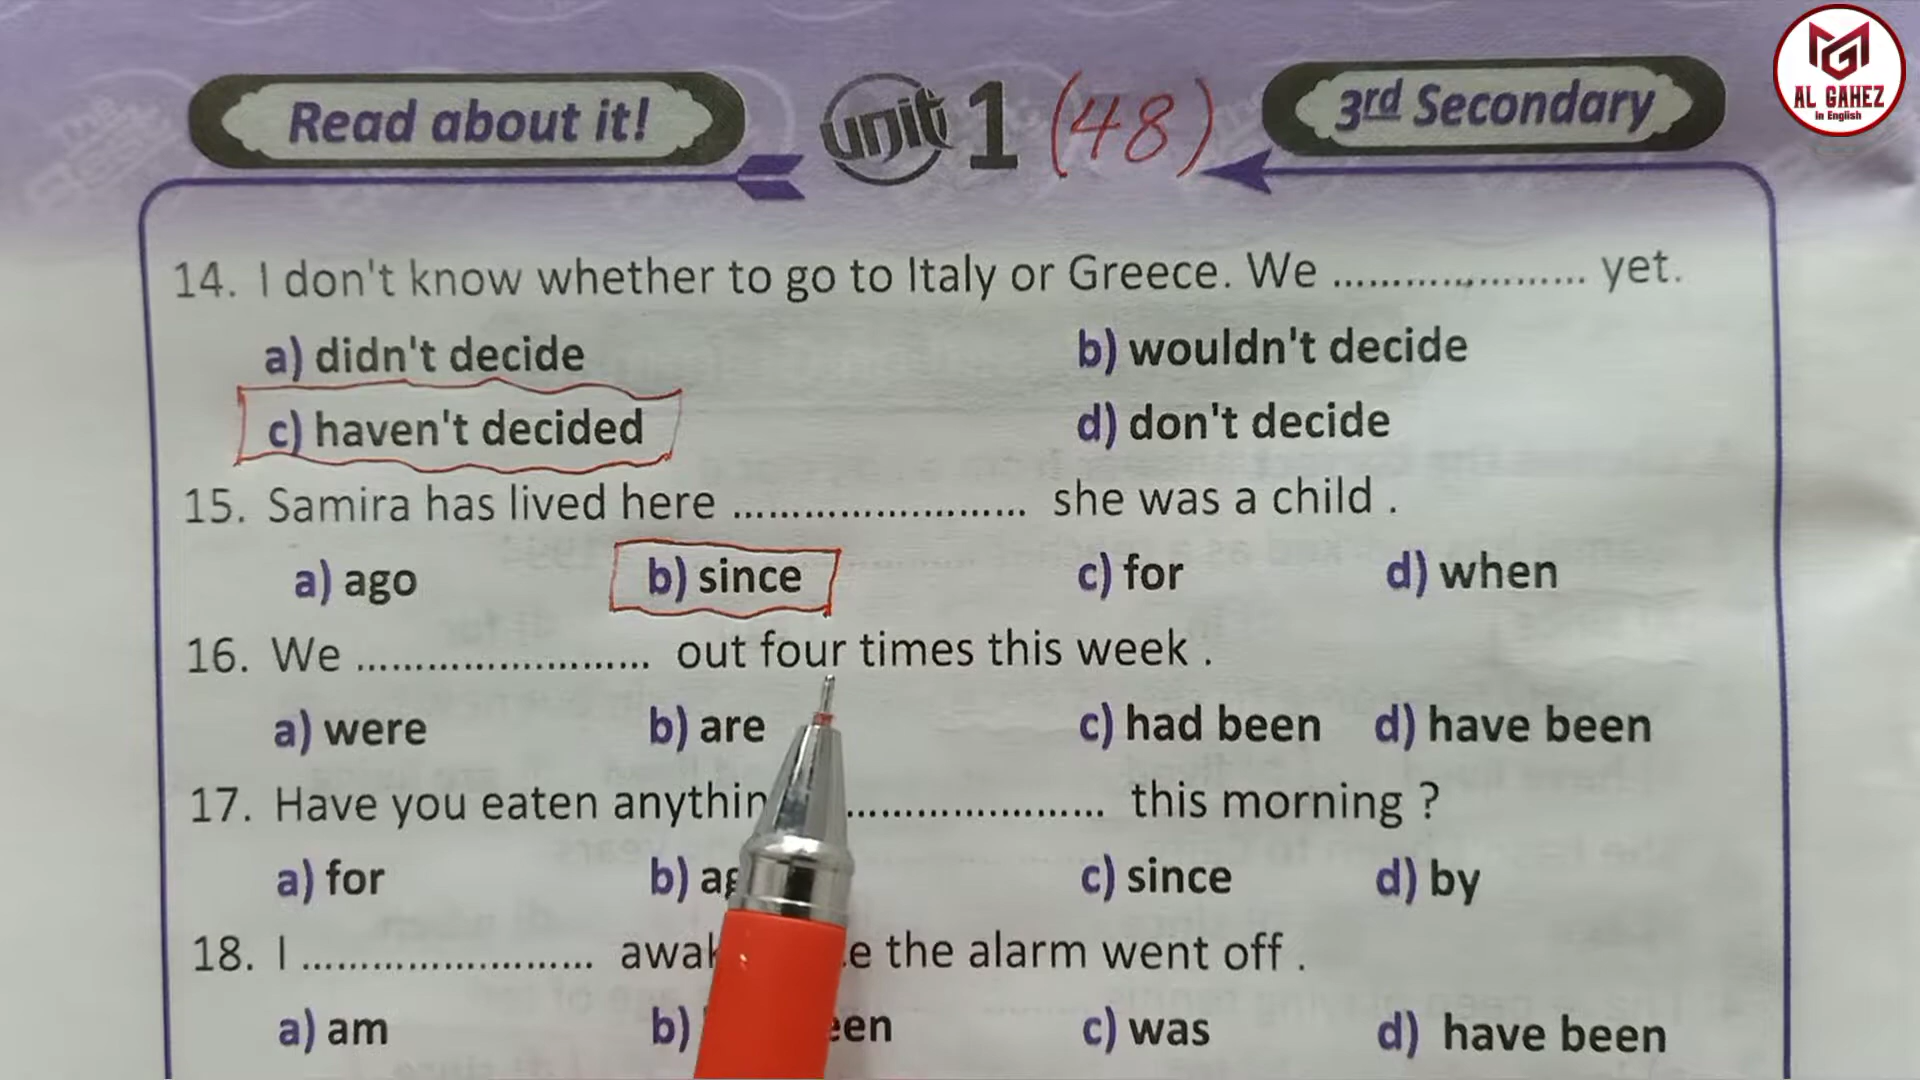 Read about it! unit 1 (48) 3rd Secondary
AL GAHEZ
in English
14. I don't know whether to go to Italy or Greece. We ..................... yet.
a) didn't decide b) wouldn't decide
c) haven't decided d) don't decide
15. Samira has lived here ......................... she was a child .
a) ago b) since c) for d) when
16. We ......................... out four times this week .
a) were b) are c) had been d) have been
17. Have you eaten anythin ...................... this morning ?
a) for b) c) since d) by
18. I ......................... the alarm went off .
a) am b) c) was d) have been